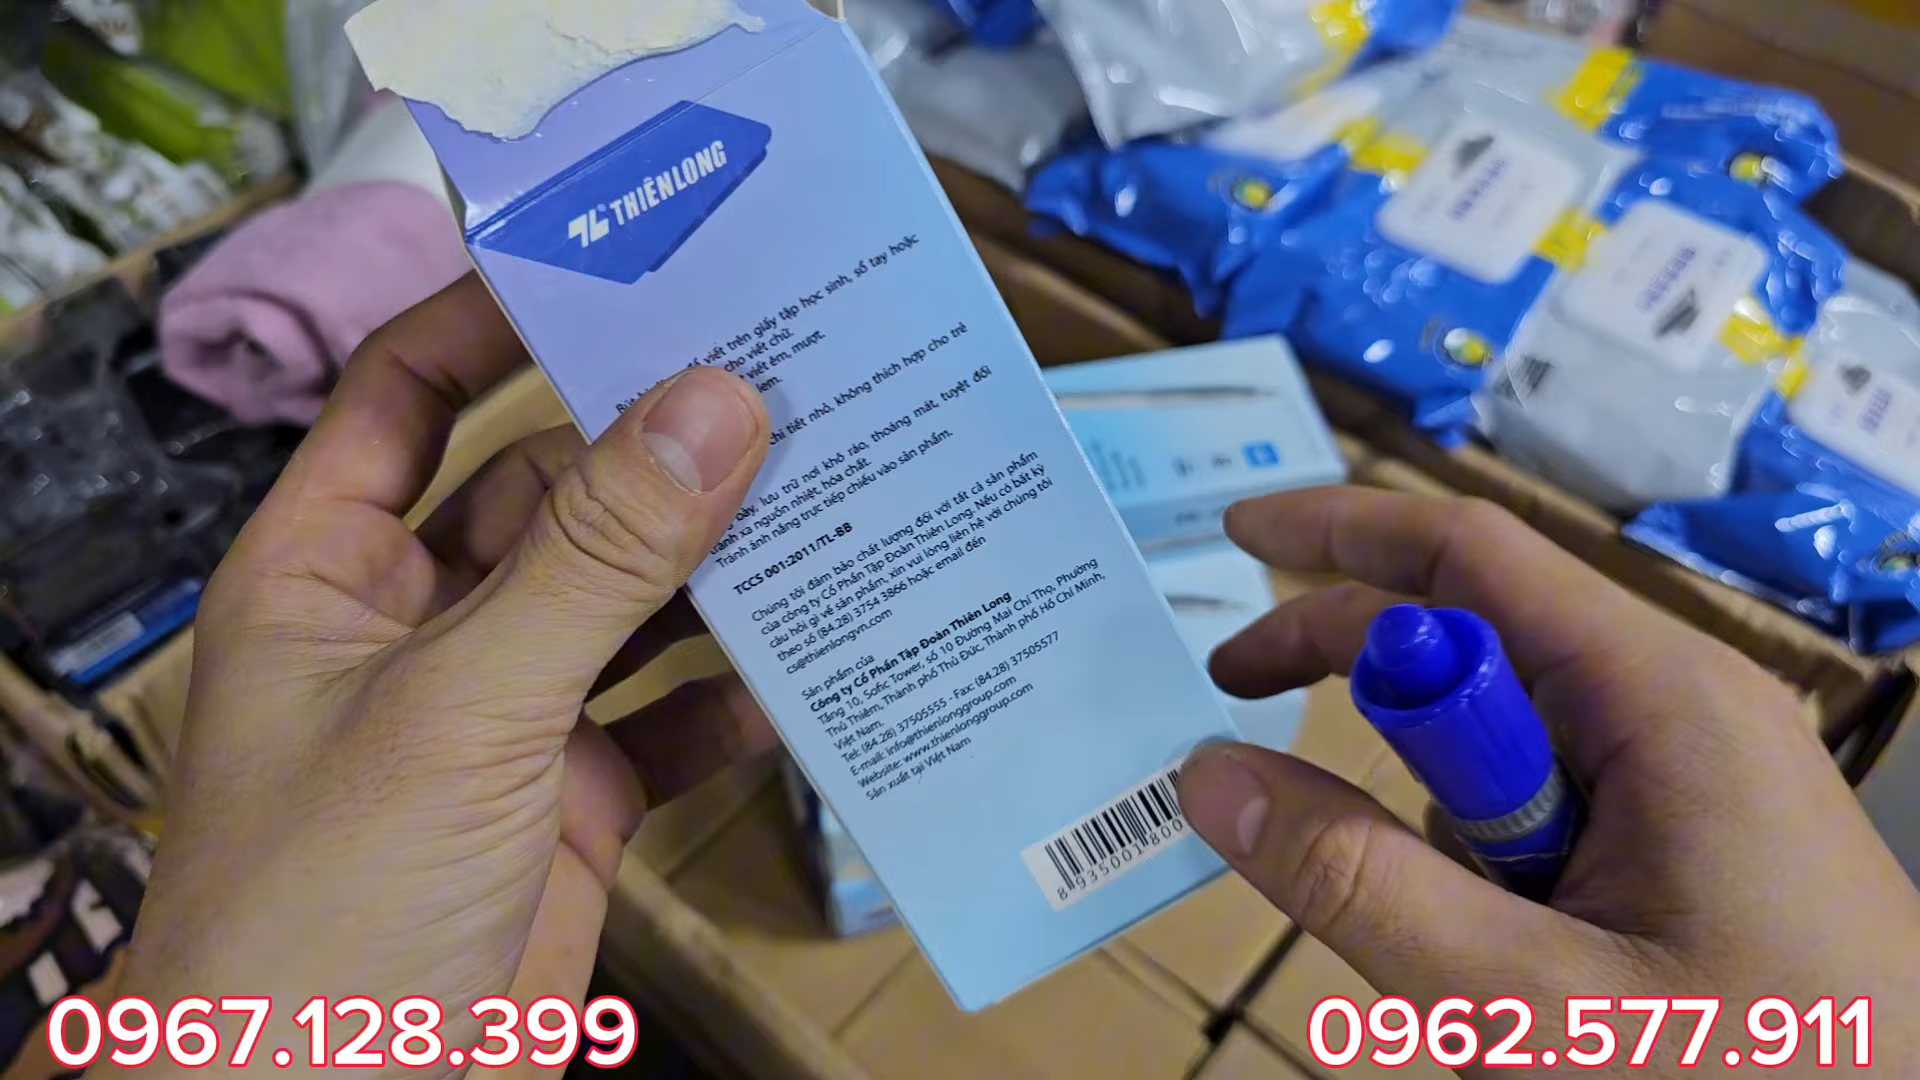 THIÊN LONG
viết trên giấy tập học sinh, sổ tay hoặc
cho viết chữ.
viết êm, mượt.
lem.
chi tiết nhỏ, không thích hợp cho trẻ
bày, lưu trữ nơi khô ráo, thoáng mát, tuyệt đối
tránh xa nguồn nhiệt, hóa chất.
Tránh ánh nắng trực tiếp chiếu vào sản phẩm.
TCCS 001:2011/TL-BB
Chúng tôi đảm bảo chất lượng đối với tất cả sản phẩm
của công ty Cổ Phần Tập Đoàn Thiên Long. Nếu có bất kỳ
câu hỏi gì về sản phẩm, xin vui lòng liên hệ với chúng tôi
theo số (84.28) 3754 3866 hoặc email đến
cs@thienlongvn.com
Sản phẩm của
Công ty Cổ Phần Tập Đoàn Thiên Long
Tầng 10, Sofic Tower, số 10 Đường Mai Chí Thọ, Phường
Thủ Thiêm, Thành phố Thủ Đức, Thành phố Hồ Chí Minh,
Việt Nam.
Tel: (84.28) 37505555 - Fax: (84.28) 37505577
E-mail: info@thienlonggroup.com
Website: www.thienlonggroup.com
Sản xuất tại Việt Nam
8 935001 800
0967.128.399
0962.577.911